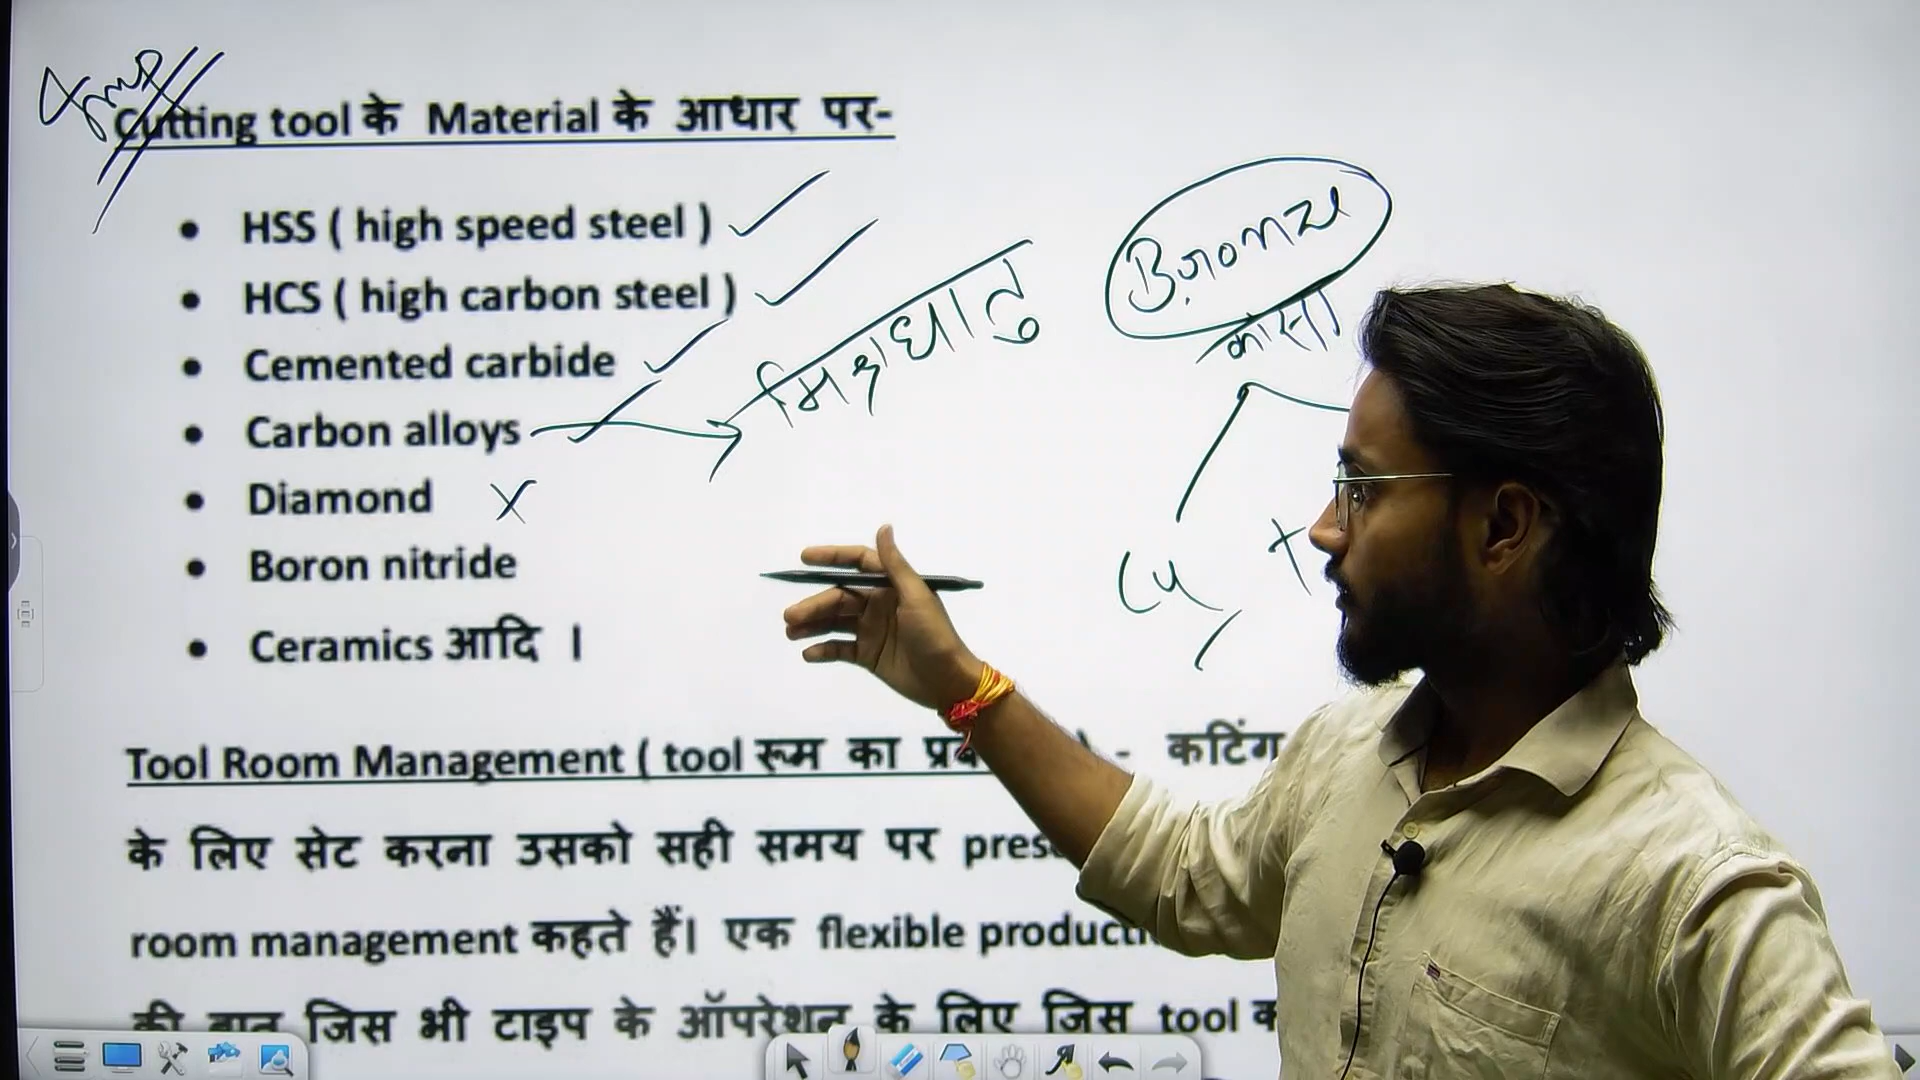 Imp
Cutting tool के Material के आधार पर-
• HSS ( high speed steel )
• HCS ( high carbon steel )
• Cemented carbide
• Carbon alloys
मिश्रधातु
• Diamond X
• Boron nitride
• Ceramics आदि ।
Bronze
कांसा
Cu +
Tool Room Management ( tool रूम का - कटिंग
के लिए सेट करना उसको सही समय पर
room management कहते हैं। एक flexible
की बात जिस भी टाइप के ऑपरेशन के लिए जिस tool